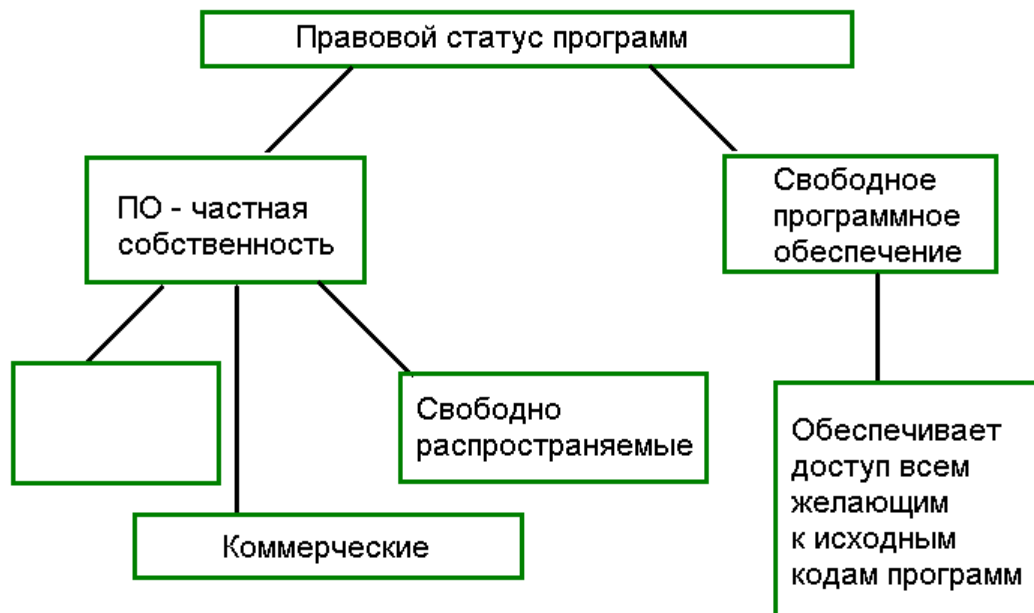 Правовой статус программ
ПО - частная
собственность
Свободное
программное
обеспечение
Свободно
распространяемые
Коммерческие
Обеспечивает
доступ всем
желающим
к исходным
кодам программ